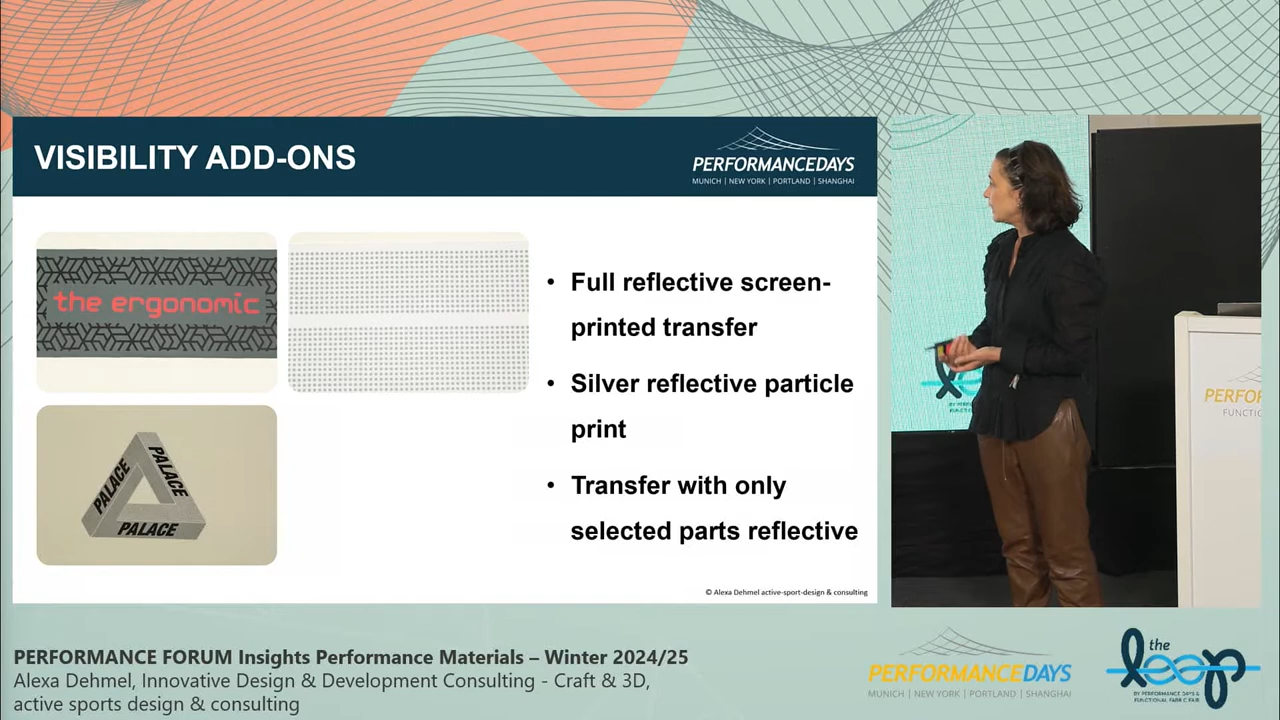 VISIBILITY ADD-ONS
PERFORMANCEDAYS
MUNICH | NEW YORK | PORTLAND | SHANGHAI
the ergonomic
PALACE
PALACE
PALACE
• Full reflective screen-
printed transfer
• Silver reflective particle
print
• Transfer with only
selected parts reflective
© Alexa Dehmel active-sport-design & consulting
PERFOR
FUNCTIO
PERFORMANCE FORUM Insights Performance Materials – Winter 2024/25
Alexa Dehmel, Innovative Design & Development Consulting - Craft & 3D,
active sports design & consulting
PERFORMANCEDAYS
MUNICH | NEW YORK | PORTLAND | SHANGHAI
the
loop
BY PERFORMANCE DAYS &
FUNCTIONAL FABRIC FAIR